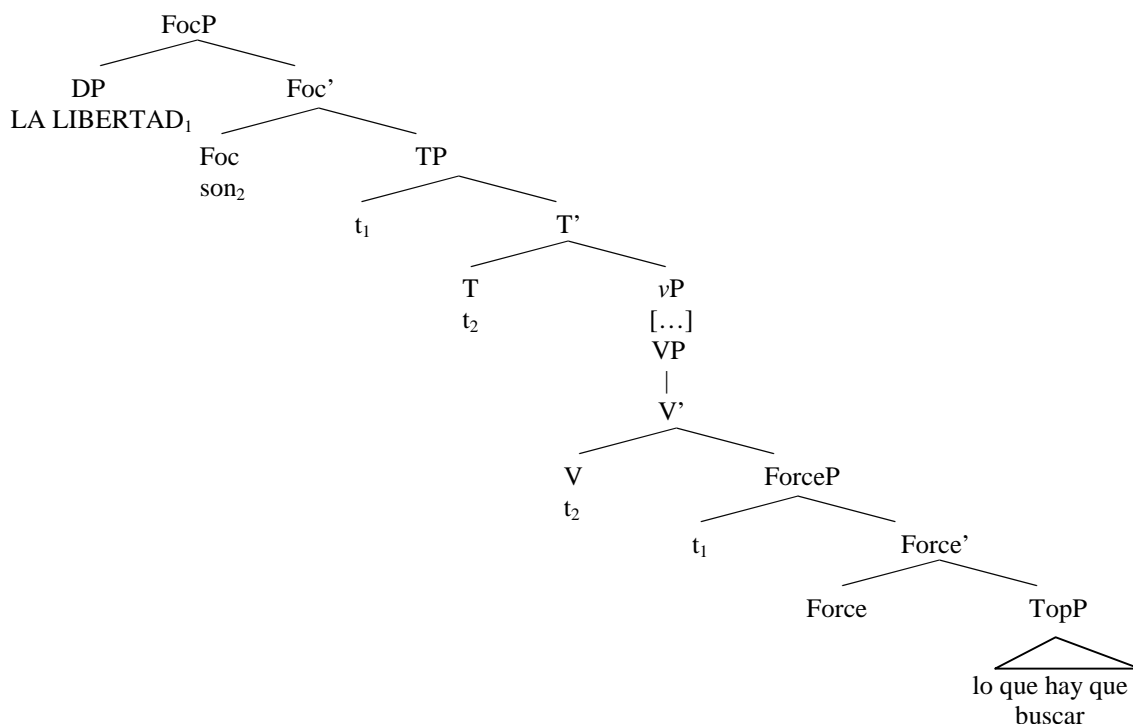 FocP
DP Foc’
LA LIBERTAD₁
Foc TP
son₂
t₁ T’
T vP
t₂ […]
VP
|
V’
V ForceP
t₂
t₁ Force’
Force TopP
lo que hay que
buscar